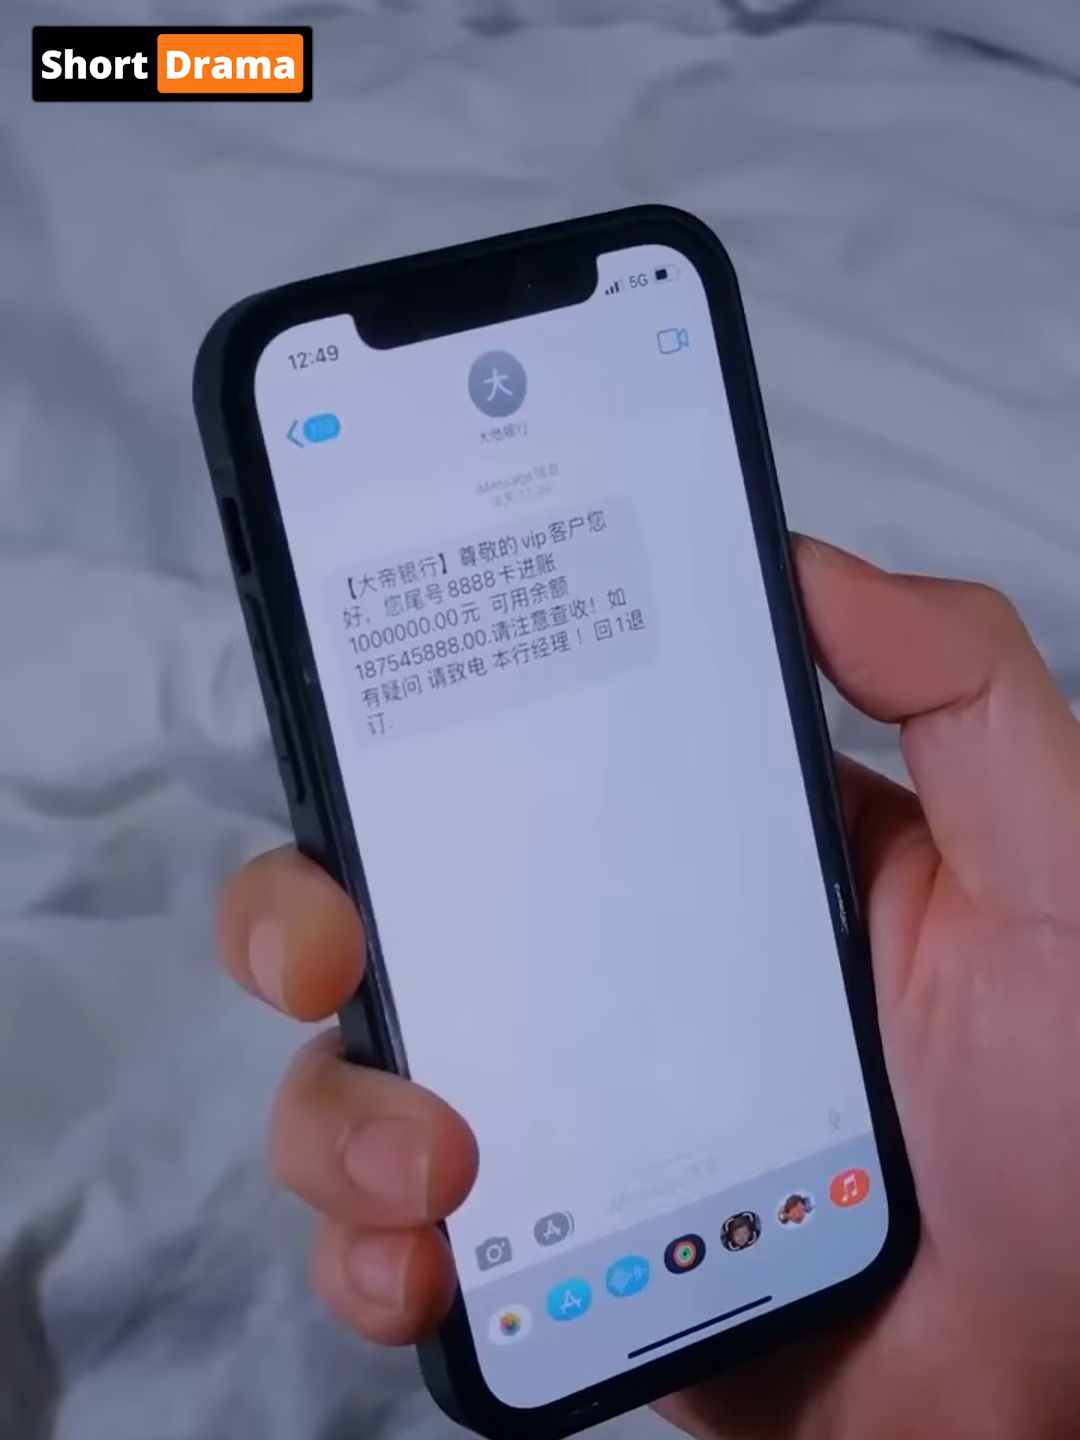 Short Drama
12:49
5G
大
【大帝银行】尊敬的vip客户您
好，您尾号8888卡进账
1000000.00元 可用余额
187545888.00.请注意查收！如
有疑问 请致电 本行经理！回1退
订.